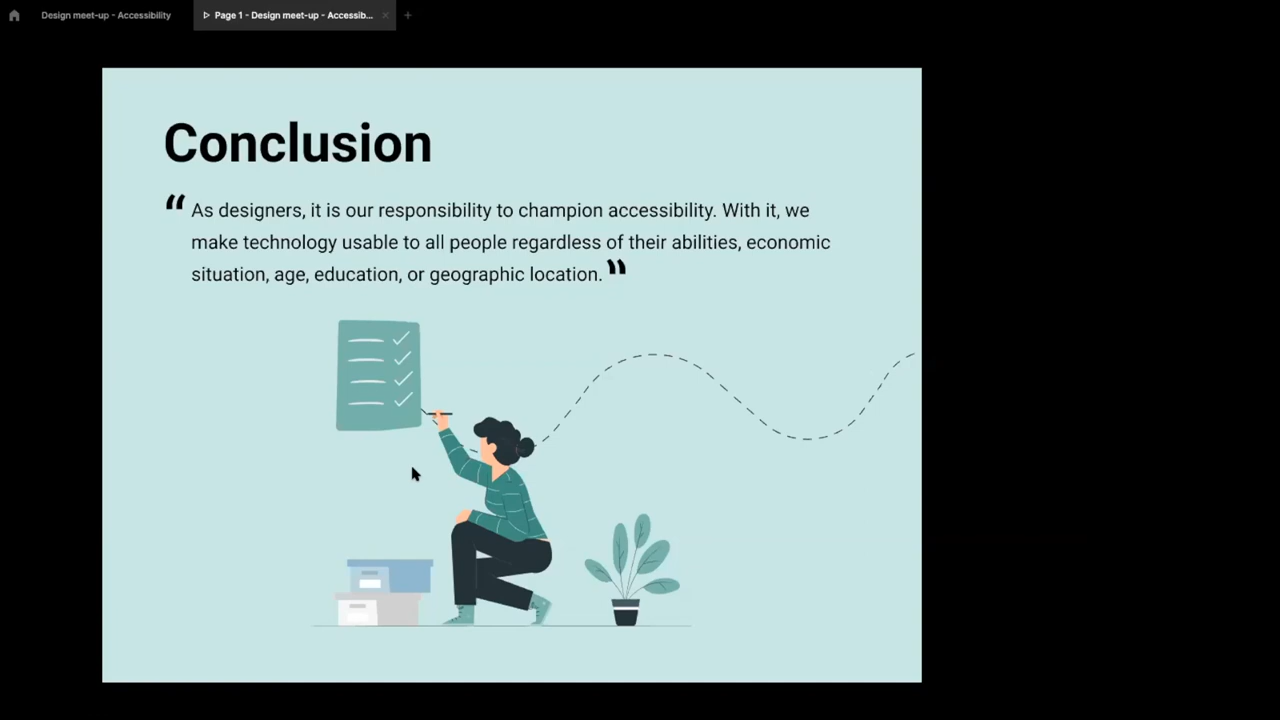 Design meet-up - Accessibility
Page 1 - Design meet-up - Accessib...
Conclusion
“ As designers, it is our responsibility to champion accessibility. With it, we
make technology usable to all people regardless of their abilities, economic
situation, age, education, or geographic location. ”